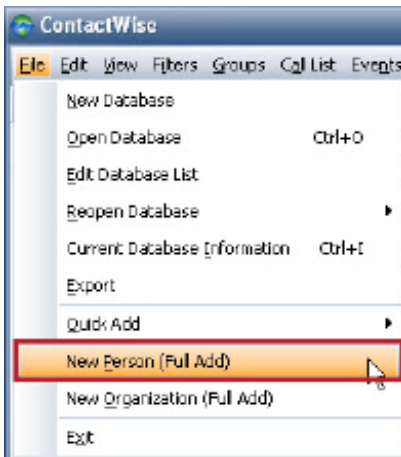 ContactWise
File Edit View Filters Groups Call List Events
New Database
Open Database Ctrl+O
Edit Database List
Reopen Database
Current Database Information Ctrl+I
Export
Quick Add
New Person (Full Add)
New Organization (Full Add)
Exit